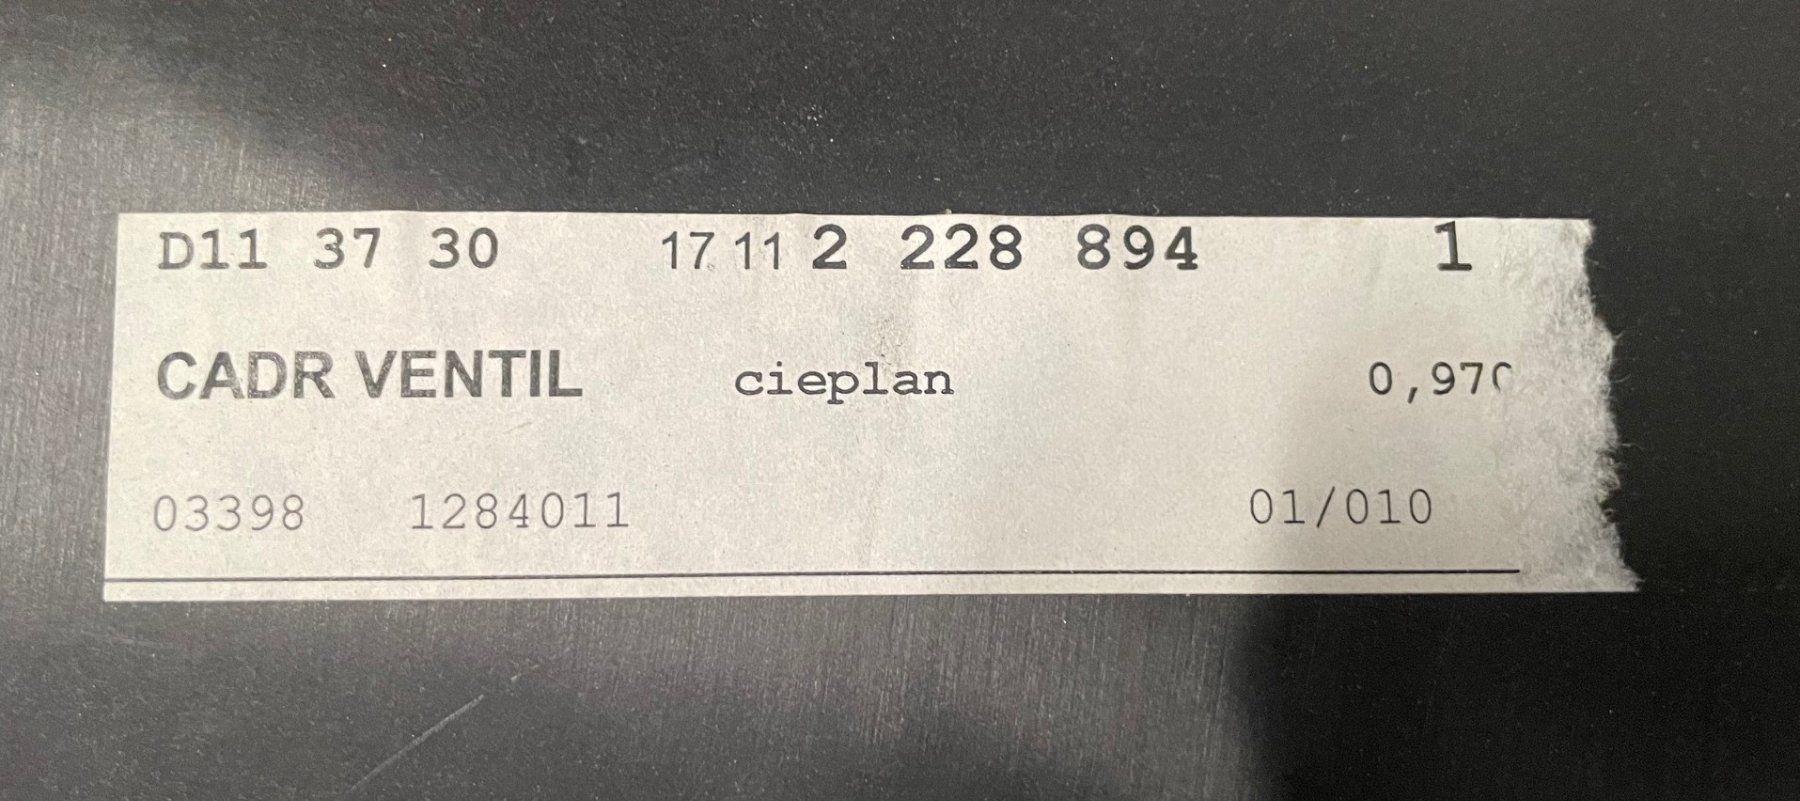 D11 37 30 17 11 2 228 894 1
CADR VENTIL cieplan 0,970
03398 1284011 01/010